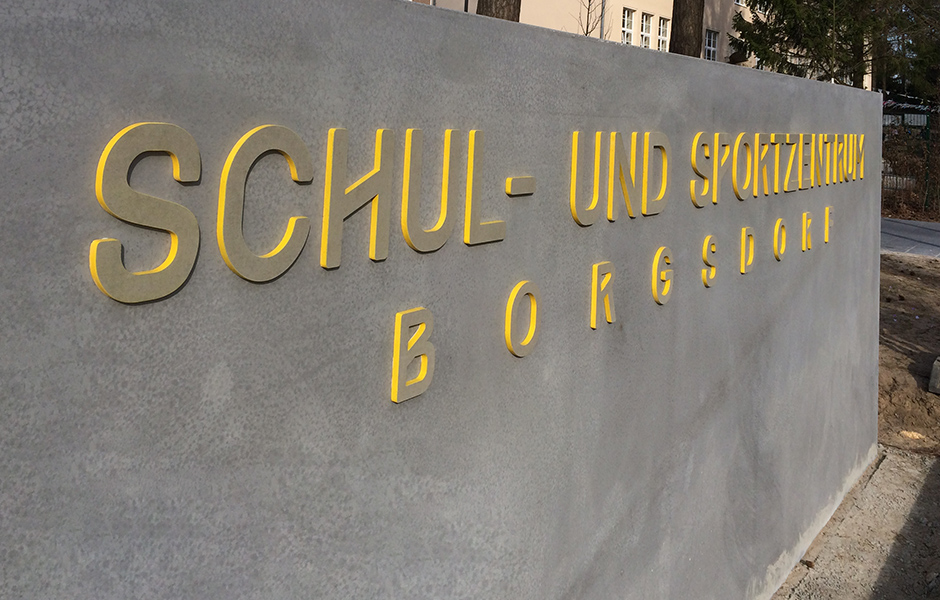 SCHUL- UND SPORTZENTRUM
BORGSDORF